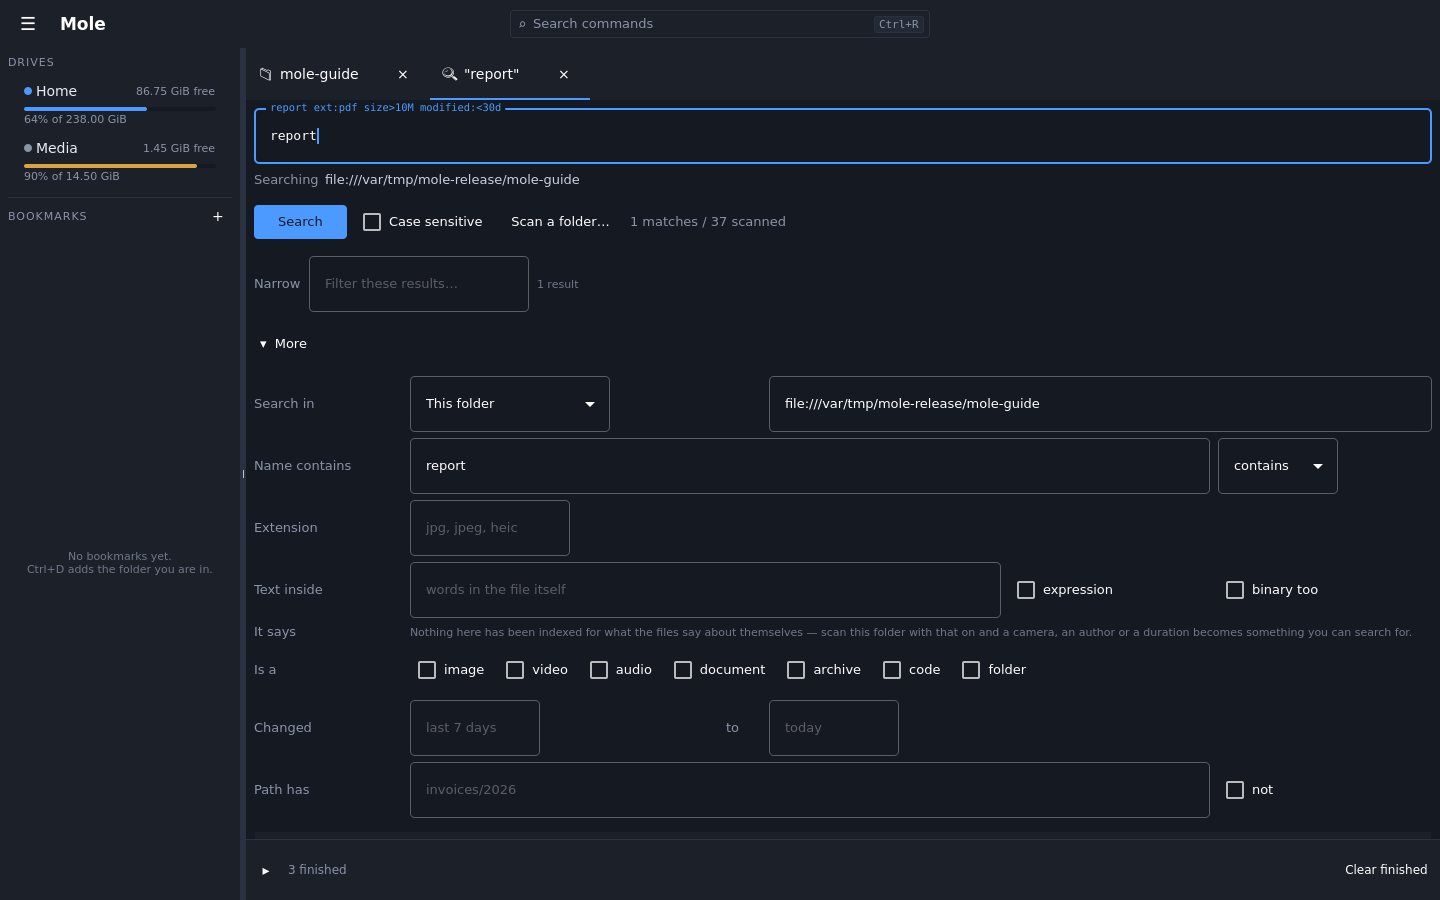 ☰ Mole
Search commands Ctrl+R
DRIVES
Home 86.75 GiB free
64% of 238.00 GiB
Media 1.45 GiB free
90% of 14.50 GiB
BOOKMARKS +
No bookmarks yet.
Ctrl+D adds the folder you are in.
mole-guide ×
"report" ×
report ext:pdf size>10M modified:<30d
report
Searching file:///var/tmp/mole-release/mole-guide
Search Case sensitive Scan a folder… 1 matches / 37 scanned
Narrow Filter these results… 1 result
▾ More
Search in This folder file:///var/tmp/mole-release/mole-guide
Name contains report contains
Extension jpg, jpeg, heic
Text inside words in the file itself expression binary too
It says Nothing here has been indexed for what the files say about themselves — scan this folder with that on and a camera, an author or a duration becomes something you can search for.
Is a image video audio document archive code folder
Changed last 7 days to today
Path has invoices/2026 not
▸ 3 finished Clear finished